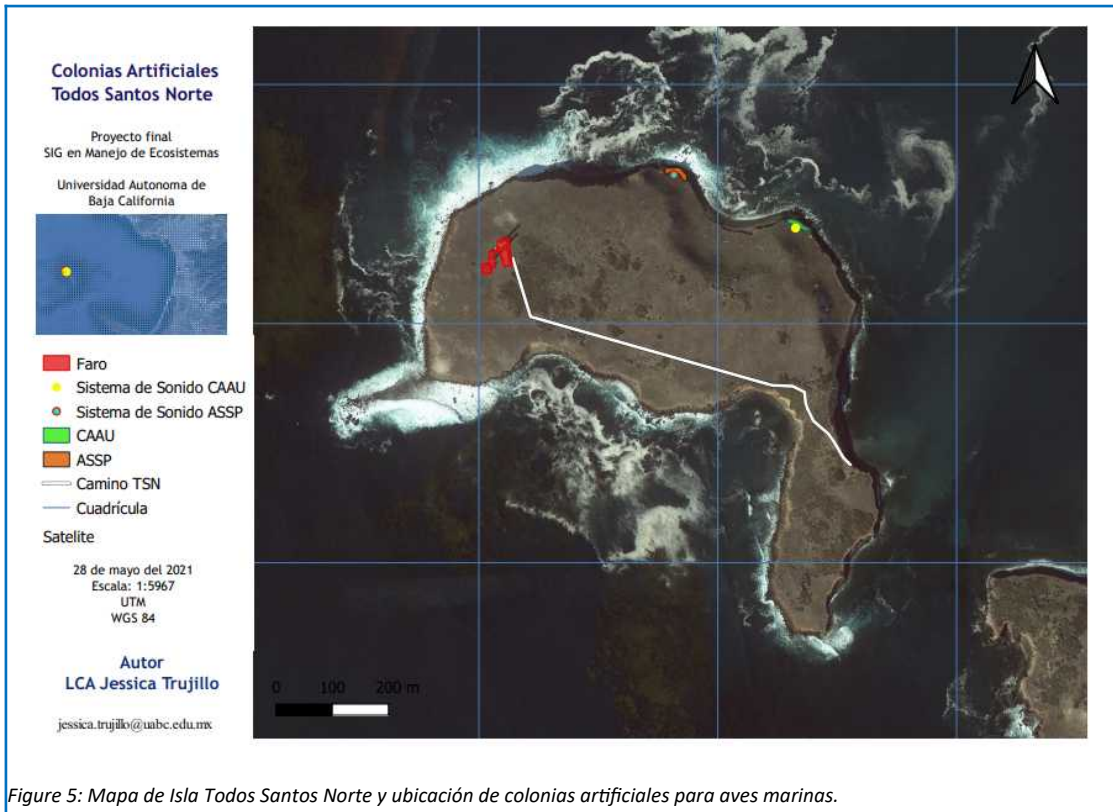 Colonias Artificiales
Todos Santos Norte
Proyecto final
SIG en Manejo de Ecosistemas
Universidad Autonoma de
Baja California
Faro
Sistema de Sonido CAAU
Sistema de Sonido ASSP
CAAU
ASSP
Camino TSN
Cuadrícula
Satelite
28 de mayo del 2021
Escala: 1:5967
UTM
WGS 84
Autor
LCA Jessica Trujillo
jessica.trujillo@uabc.edu.mx
0 100 200 m
Figure 5: Mapa de Isla Todos Santos Norte y ubicación de colonias artificiales para aves marinas.